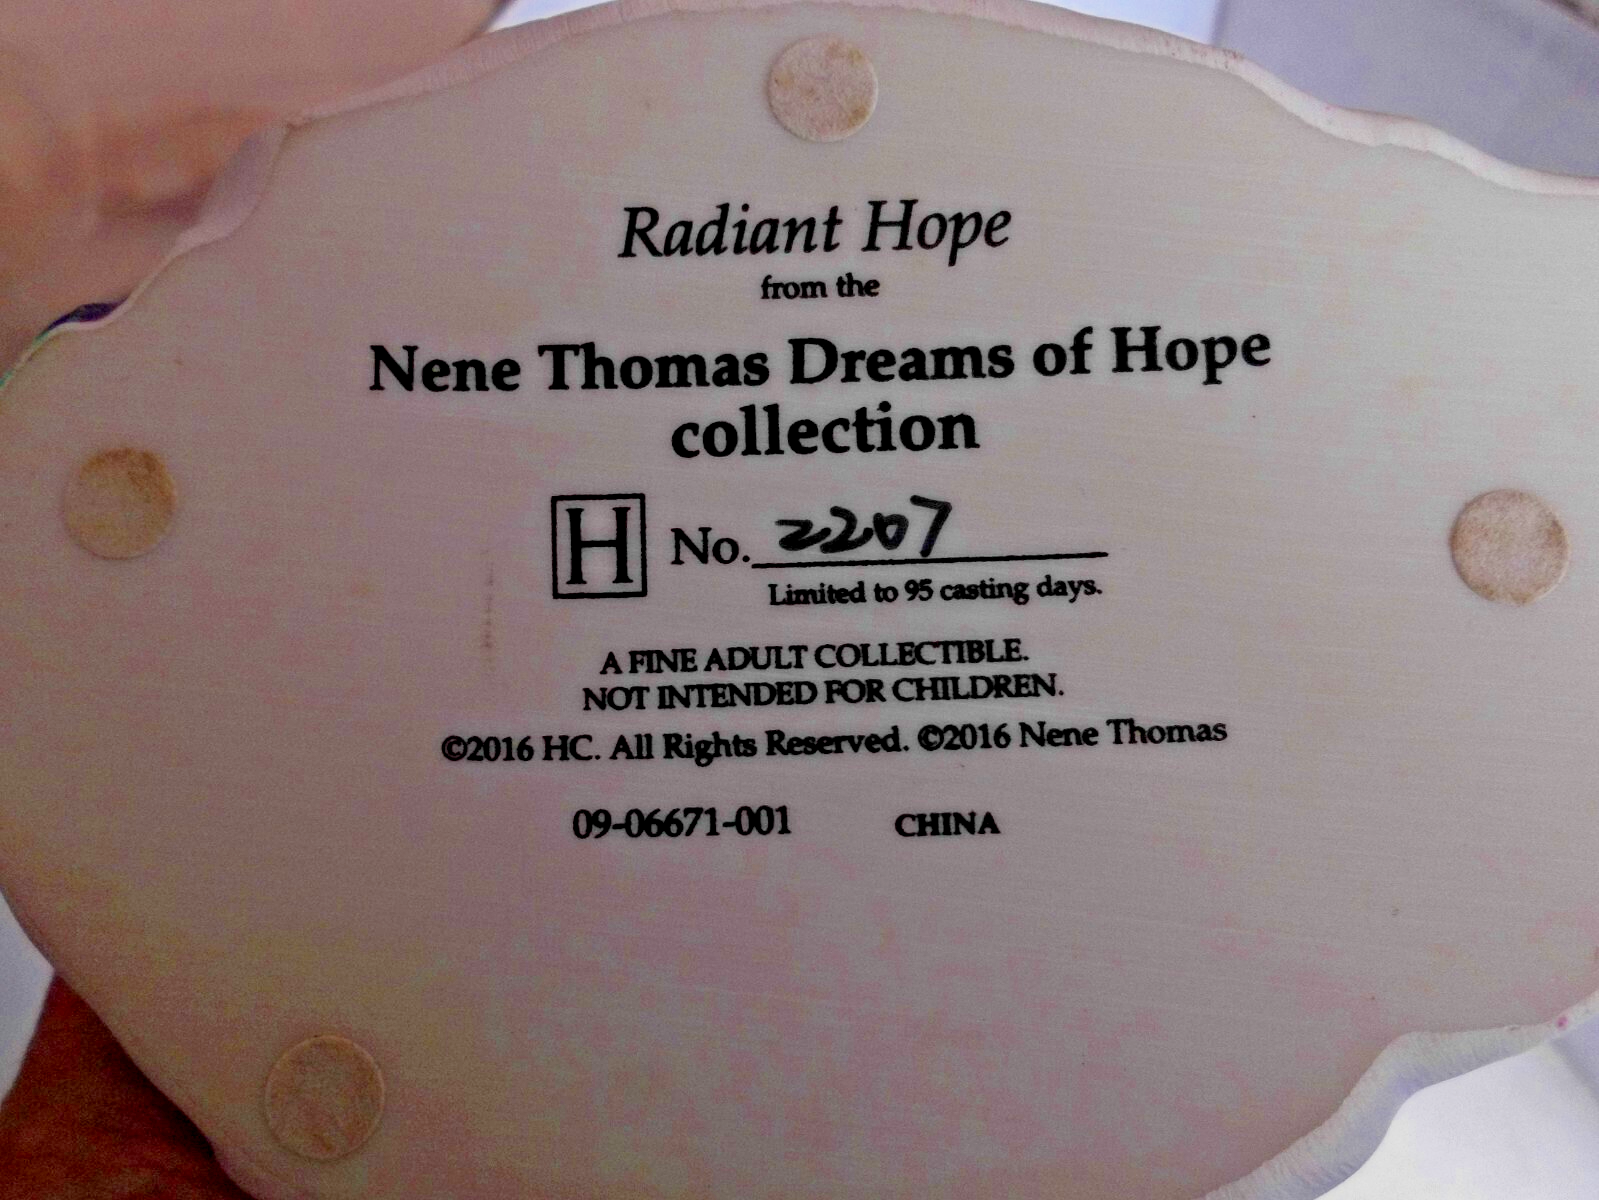 Radiant Hope
from the
Nene Thomas Dreams of Hope
collection
H No. 2207
Limited to 95 casting days.
A FINE ADULT COLLECTIBLE.
NOT INTENDED FOR CHILDREN.
©2016 HC. All Rights Reserved. ©2016 Nene Thomas
09-06671-001 CHINA